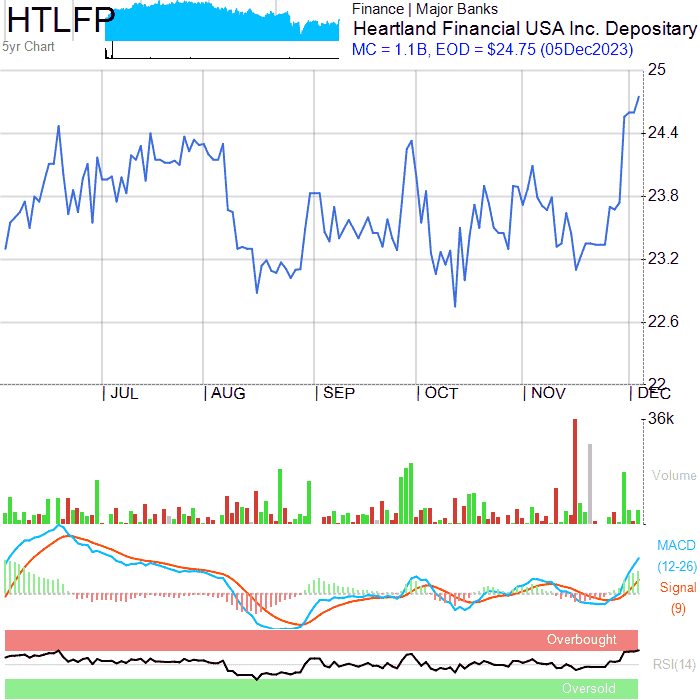 HTLFP
5yr Chart
Finance | Major Banks
Heartland Financial USA Inc. Depositary
MC = 1.1B, EOD = $24.75 (05Dec2023)
25
24.4
23.8
23.2
22.6
22
| JUL | AUG | SEP | OCT | NOV | DEC
36k
Volume
MACD
(12-26)
Signal
(9)
Overbought
RSI(14)
Oversold